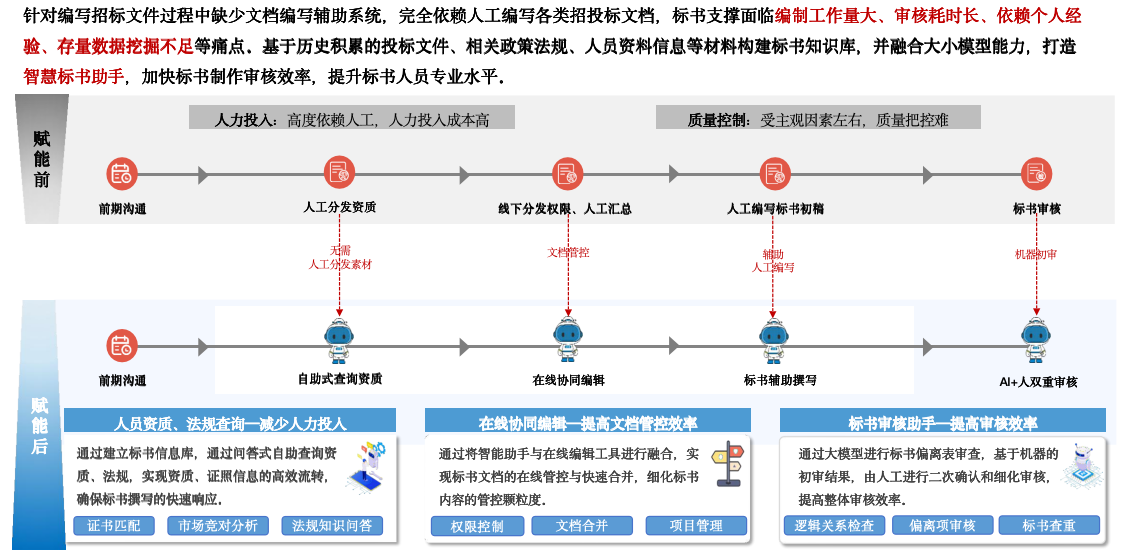 针对编写招标文件过程中缺少文档编写辅助系统，完全依赖人工编写各类招投标文档，标书支撑面临编制工作量大、审核耗时长、依赖个人经
验、存量数据挖掘不足等痛点．基于历史积累的投标文件、相关政策法规、人员资料信息等材料构建标书知识库，并融合大小模型能力，打造
智慧标书助手，加快标书制作审核效率，提升标书人员专业水平．
赋
能
前
人力投入：高度依赖人工，人力投入成本高
质量控制：受主观因素左右，质量把控难
前期沟通
人工分发资质
线下分发权限、人工汇总
人工编写标书初稿
标书审核
无需
人工分发素材
文档管控
辅助
人工编写
机器初审
赋
能
后
前期沟通
自助式查询资质
在线协同编辑
标书辅助撰写
AI+人双重审核
人员资质、法规查询—减少人力投入
通过建立标书信息库，通过问答式自助查询资
质、法规，实现资质、证照信息的高效流转，
确保标书撰写的快速响应．
证书匹配
市场竞对分析
法规知识问答
在线协同编辑—提高文档管控效率
通过将智能助手与在线编辑工具进行融合，实
现标书文档的在线管控与快速合并，细化标书
内容的管控颗粒度．
权限控制
文档合并
项目管理
标书审核助手—提高审核效率
通过大模型进行标书偏离表审查，基于机器的
初审结果，由人工进行二次确认和细化审核，
提高整体审核效率．
逻辑关系检查
偏离项审核
标书查重